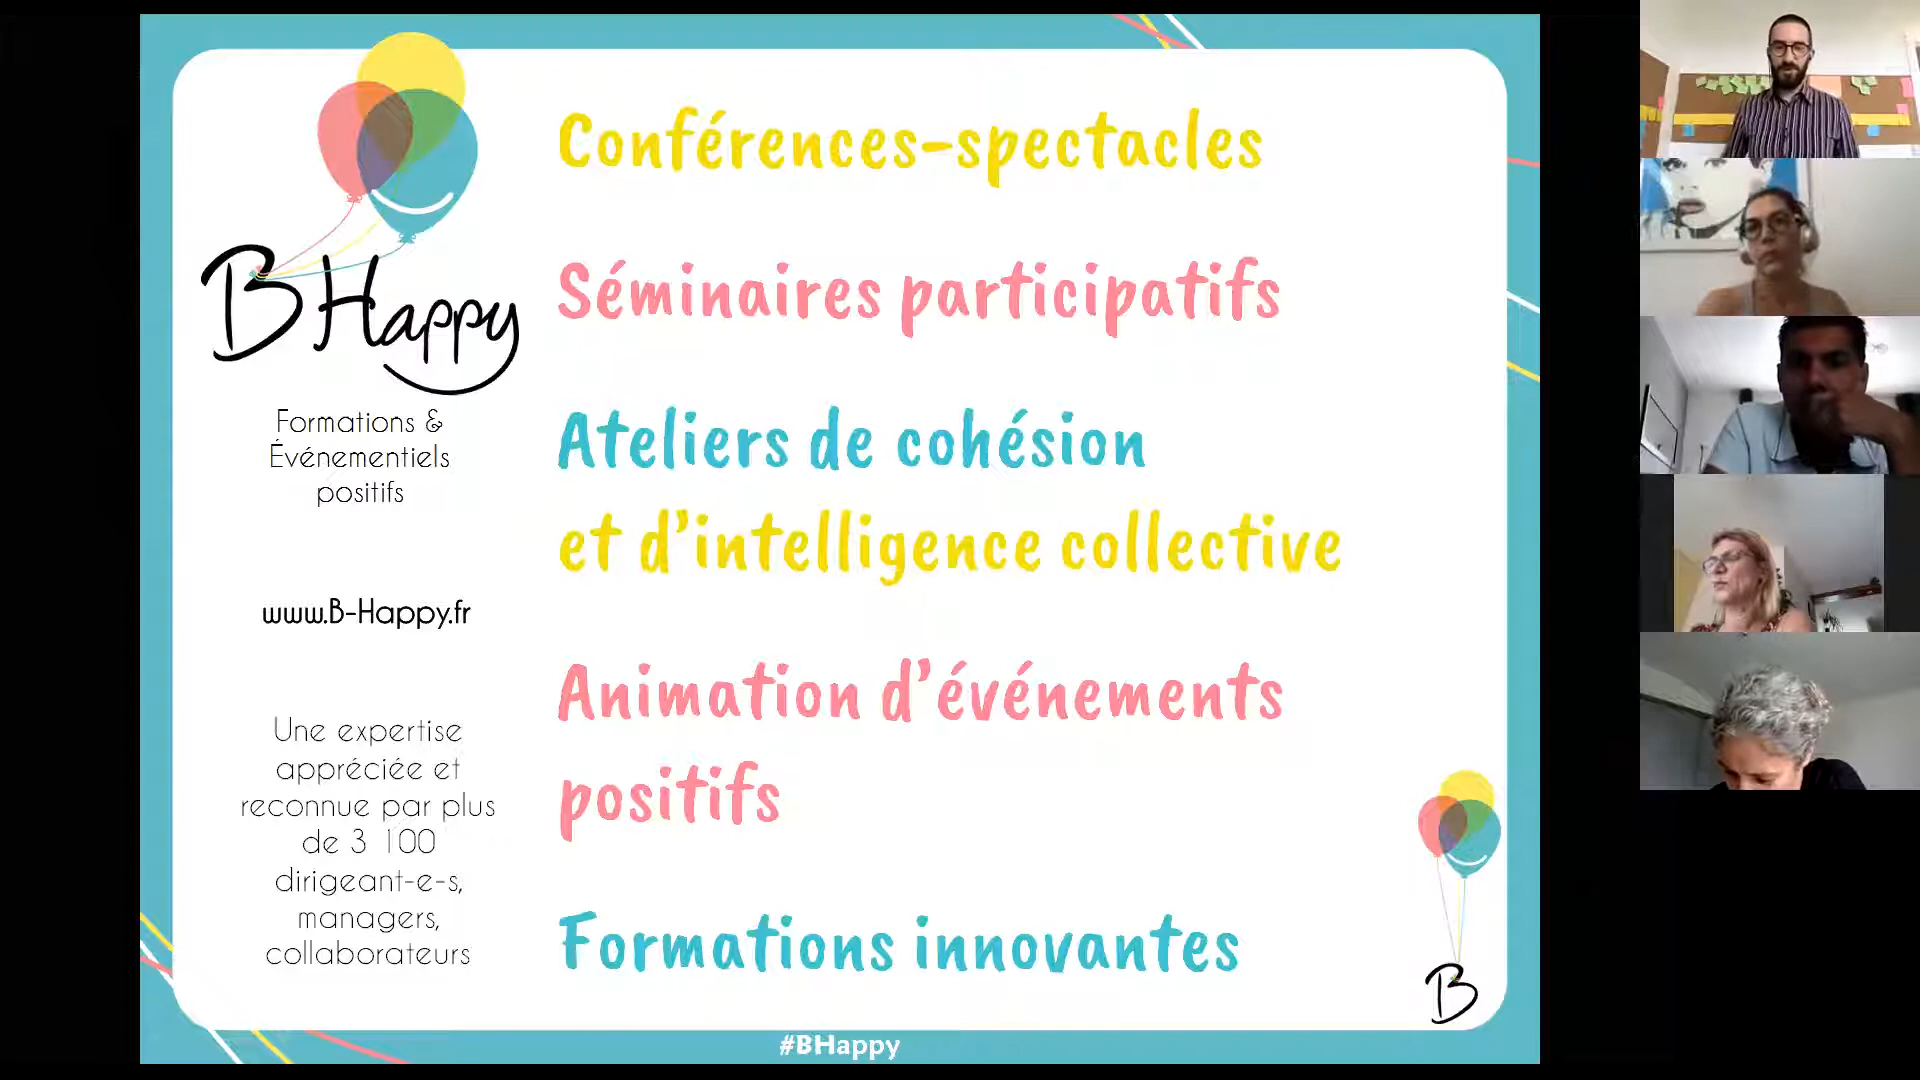 B Happy
Formations &
Événementiels
positifs
www.B-Happy.fr
Une expertise
appréciée et
reconnue par plus
de 3 100
dirigeant-e-s,
managers,
collaborateurs
Conférences-spectacles
Séminaires participatifs
Ateliers de cohésion
et d'intelligence collective
Animation d'événements
positifs
Formations innovantes
B
#BHappy